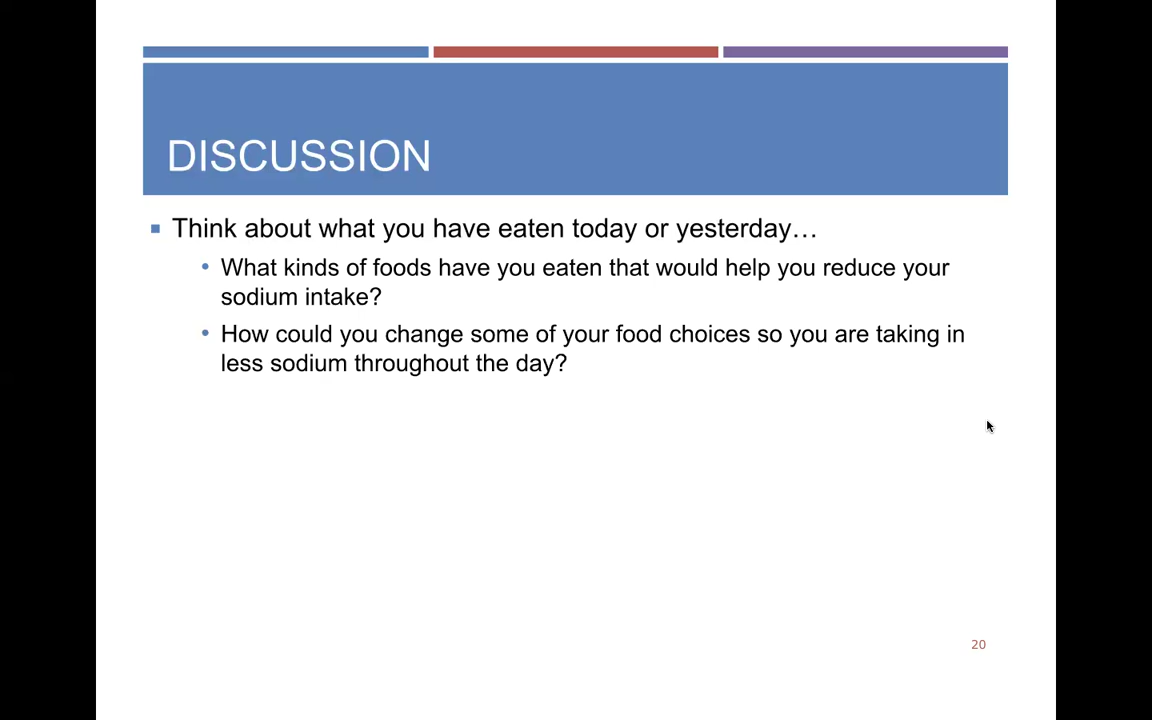 DISCUSSION
Think about what you have eaten today or yesterday…
What kinds of foods have you eaten that would help you reduce your
sodium intake?
How could you change some of your food choices so you are taking in
less sodium throughout the day?
20